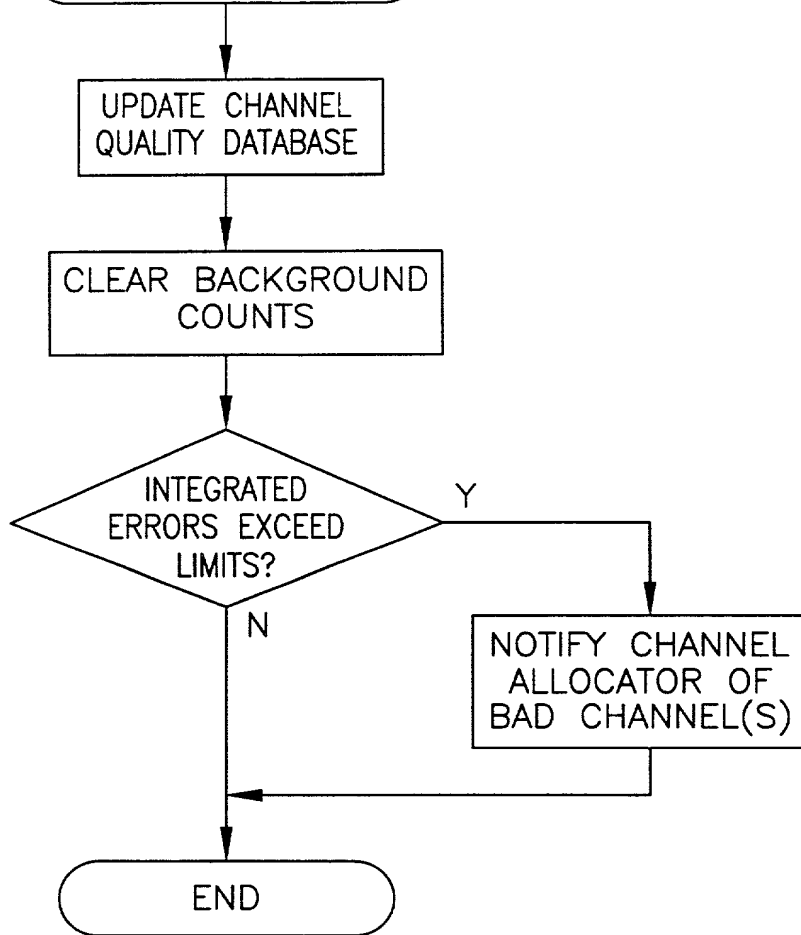 UPDATE CHANNEL
QUALITY DATABASE
CLEAR BACKGROUND
COUNTS
INTEGRATED
ERRORS EXCEED
LIMITS?
Y
N
NOTIFY CHANNEL
ALLOCATOR OF
BAD CHANNEL(S)
END